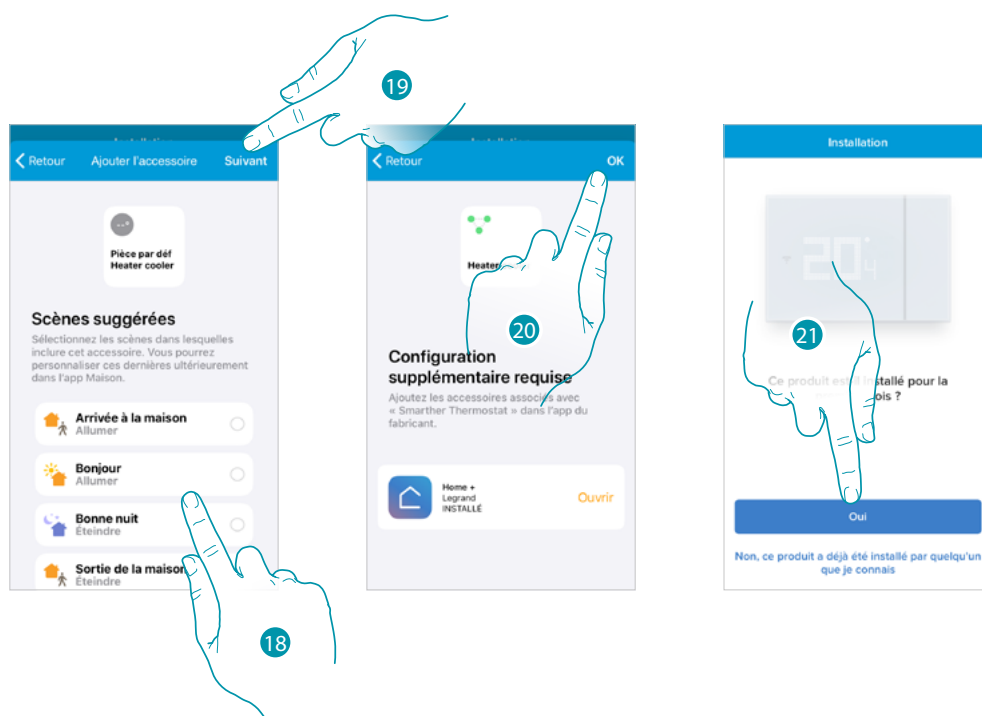 19
Retour Ajouter l'accessoire Suivant
Pièce par déf
Heater cooler
Scènes suggérées
Sélectionnez les scènes dans lesquelles
inclure cet accessoire. Vous pourrez
personnaliser ces dernières ultérieurement
dans l'app Maison.
Arrivée à la maison
Allumer
Bonjour
Allumer
Bonne nuit
Éteindre
Sortie de la maison
Éteindre
18
Installation
Retour OK
Heater
20
Configuration
supplémentaire requise
Ajoutez les accessoires associés avec
« Smarther Thermostat » dans l'app du
fabricant.
Home +
Legrand
INSTALLÉ
Ouvrir
Installation
20.4
21
Ce produit est installé pour la
ois ?
Oui
Non, ce produit a déjà été installé par quelqu'un
que je connais